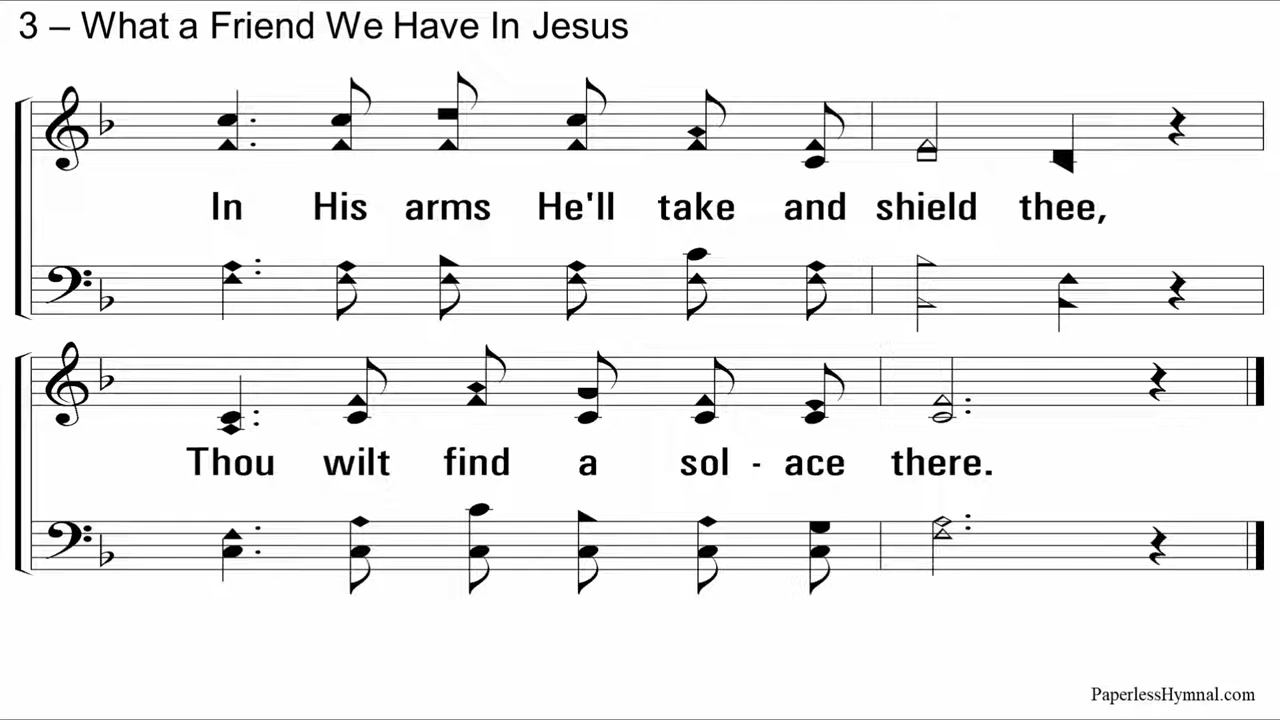 3 – What a Friend We Have In Jesus
In His arms He'll take and shield thee,
Thou wilt find a sol - ace there.
PaperlessHymnal.com